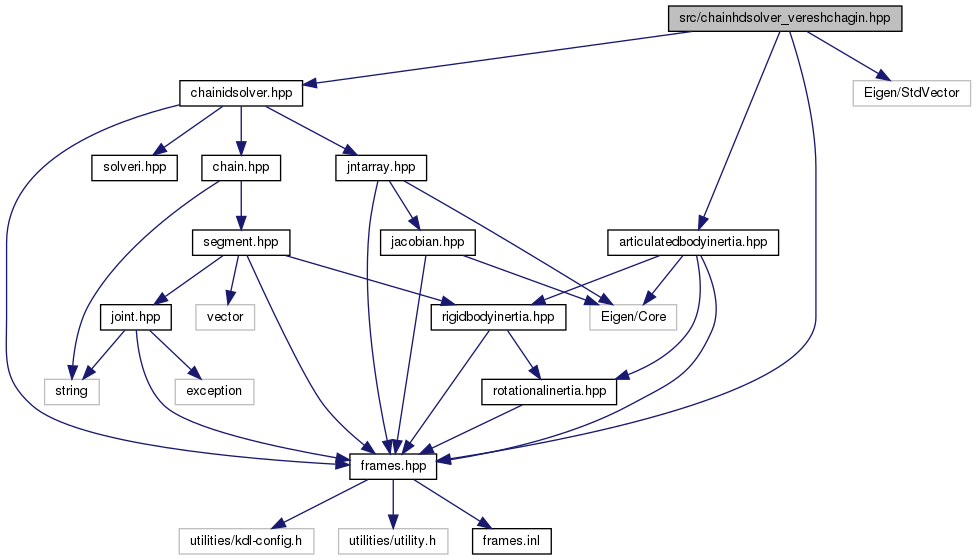 src/chainhdsolver_vereshchagin.hpp
chainidsolver.hpp
Eigen/StdVector
solveri.hpp
chain.hpp
jntarray.hpp
segment.hpp
jacobian.hpp
articulatedbodyinertia.hpp
joint.hpp
vector
rigidbodyinertia.hpp
Eigen/Core
string
exception
rotationalinertia.hpp
frames.hpp
utilities/kdl-config.h
utilities/utility.h
frames.inl